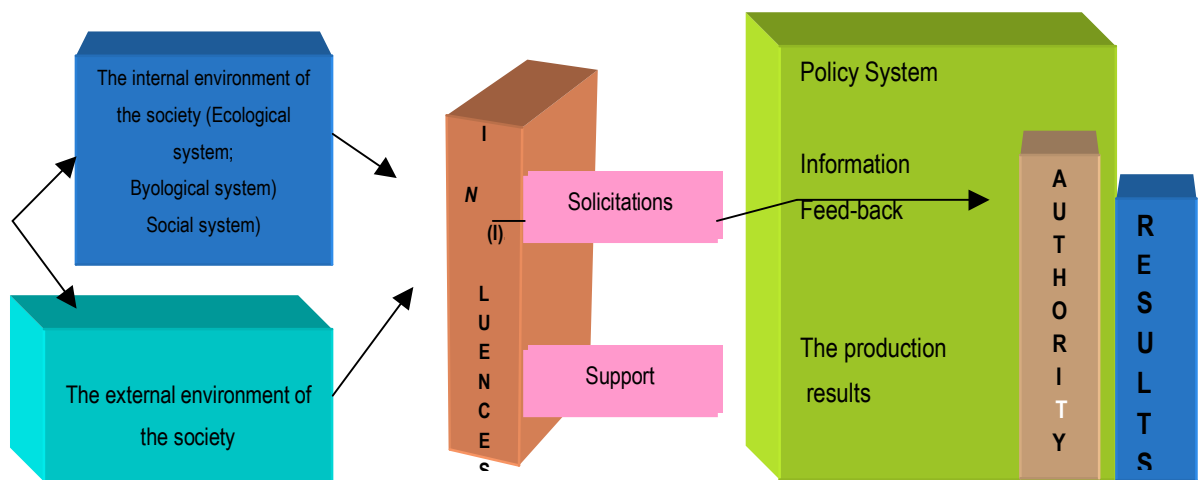 The internal environment of
the society (Ecological
system;
Byological system)
Social system)
The external environment of
the society
I
N
(I)
L
U
E
N
C
E
S
Solicitations
Support
Policy System
Information
Feed-back
The production
results
A
U
T
H
O
R
I
T
Y
R
E
S
U
L
T
S